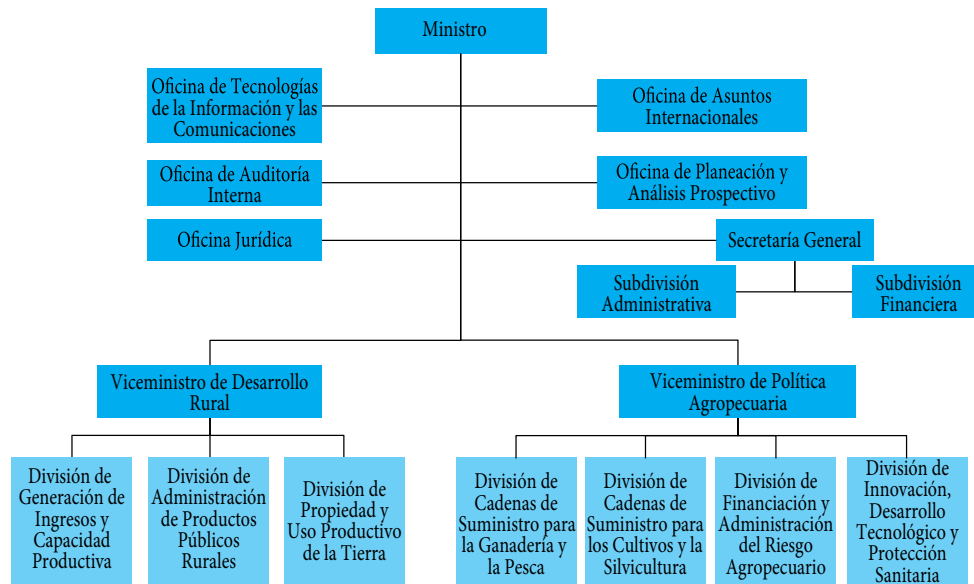 Ministro
Oficina de Tecnologías
de la Información y las
Comunicaciones
Oficina de Asuntos
Internacionales
Oficina de Auditoría
Interna
Oficina de Planeación y
Análisis Prospectivo
Oficina Jurídica
Secretaría General
Subdivisión
Administrativa
Subdivisión
Financiera
Viceministro de Desarrollo
Rural
Viceministro de Política
Agropecuaria
División de
Generación de
Ingresos y
Capacidad
Productiva
División de
Administración
de Productos
Públicos
Rurales
División de
Propiedad y
Uso Productivo
de la Tierra
División de
Cadenas de
Suministro para
la Ganadería y
la Pesca
División de
Cadenas de
Suministro para
los Cultivos y la
Silvicultura
División de
Financiación y
Administración
del Riesgo
Agropecuario
División de
Innovación,
Desarrollo
Tecnológico y
Protección
Sanitaria